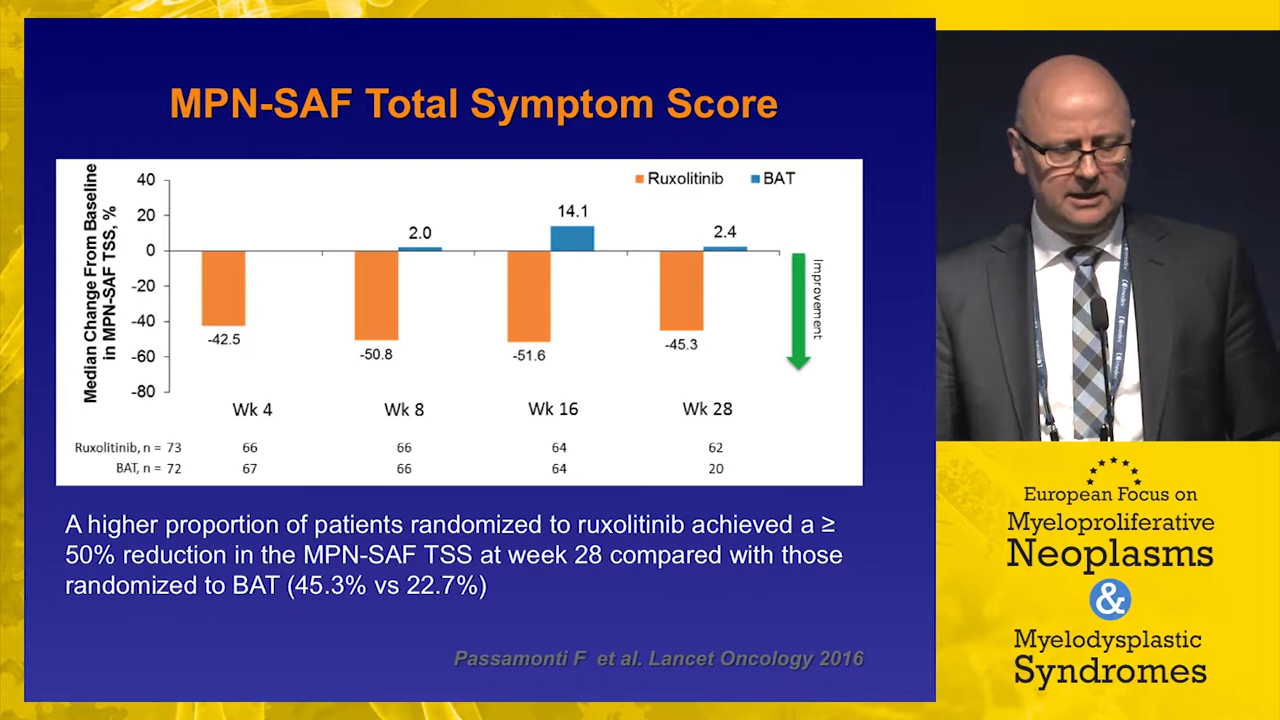 MPN-SAF Total Symptom Score
Median Change From Baseline
in MPN-SAF TSS, %
40
20
0
-20
-40
-60
-80
Ruxolitinib
BAT
2.0
14.1
2.4
-42.5
-50.8
-51.6
-45.3
Improvement
Wk 4
Wk 8
Wk 16
Wk 28
Ruxolitinib, n = 73 66 66 64 62
BAT, n = 72 67 66 64 20
A higher proportion of patients randomized to ruxolitinib achieved a ≥
50% reduction in the MPN-SAF TSS at week 28 compared with those
randomized to BAT (45.3% vs 22.7%)
Passamonti F et al. Lancet Oncology 2016
European Focus on
Myeloproliferative
Neoplasms
&
Myelodysplastic
Syndromes